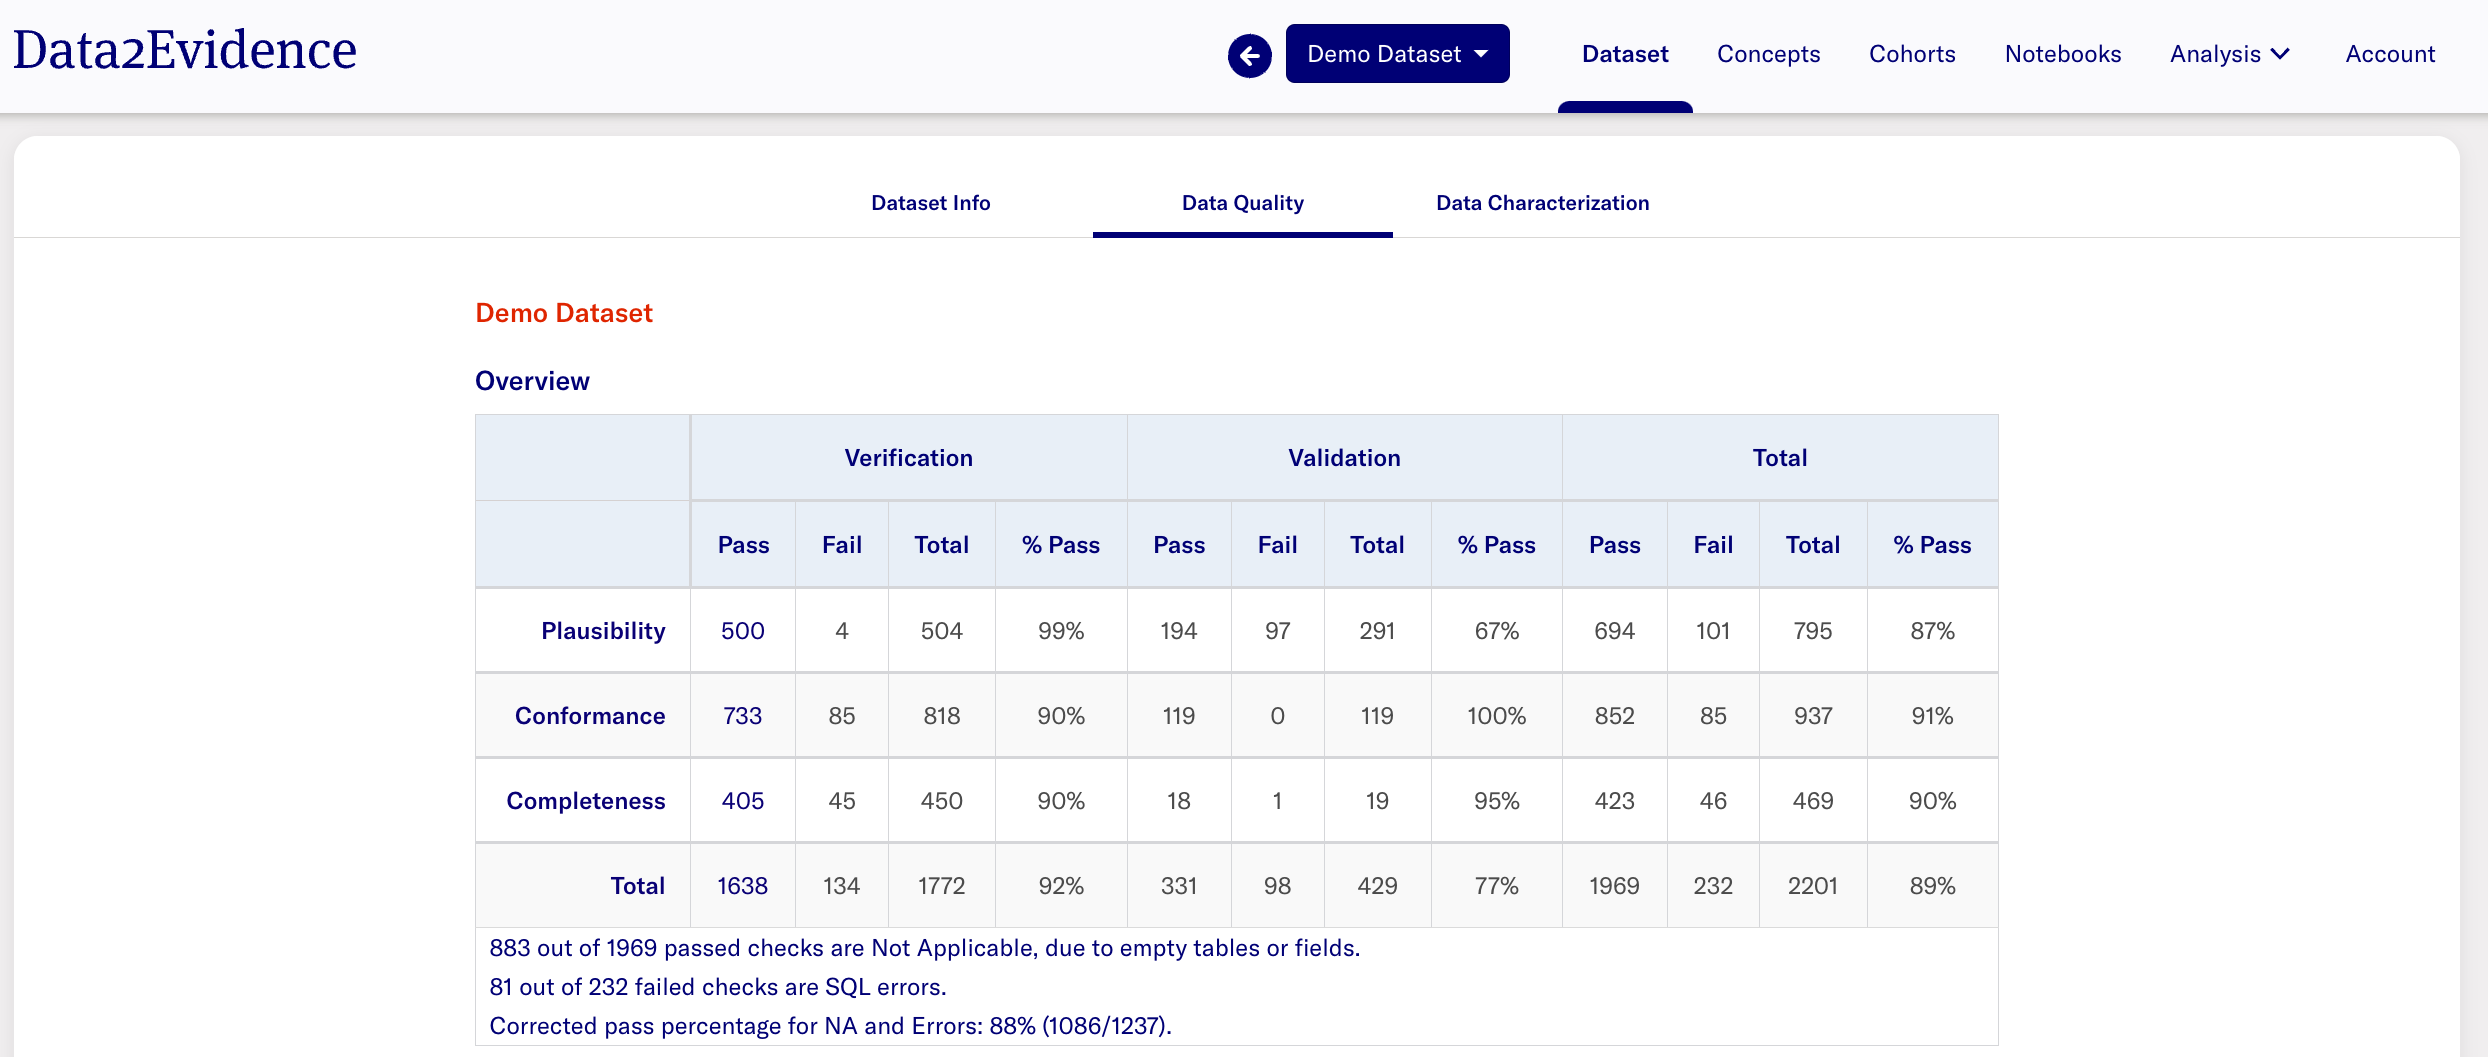 Data2Evidence
Demo Dataset
Dataset Concepts Cohorts Notebooks Analysis Account
Dataset Info Data Quality Data Characterization
Demo Dataset
Overview
Verification Validation Total
Pass Fail Total % Pass Pass Fail Total % Pass Pass Fail Total % Pass
Plausibility 500 4 504 99% 194 97 291 67% 694 101 795 87%
Conformance 733 85 818 90% 119 0 119 100% 852 85 937 91%
Completeness 405 45 450 90% 18 1 19 95% 423 46 469 90%
Total 1638 134 1772 92% 331 98 429 77% 1969 232 2201 89%
883 out of 1969 passed checks are Not Applicable, due to empty tables or fields.
81 out of 232 failed checks are SQL errors.
Corrected pass percentage for NA and Errors: 88% (1086/1237).